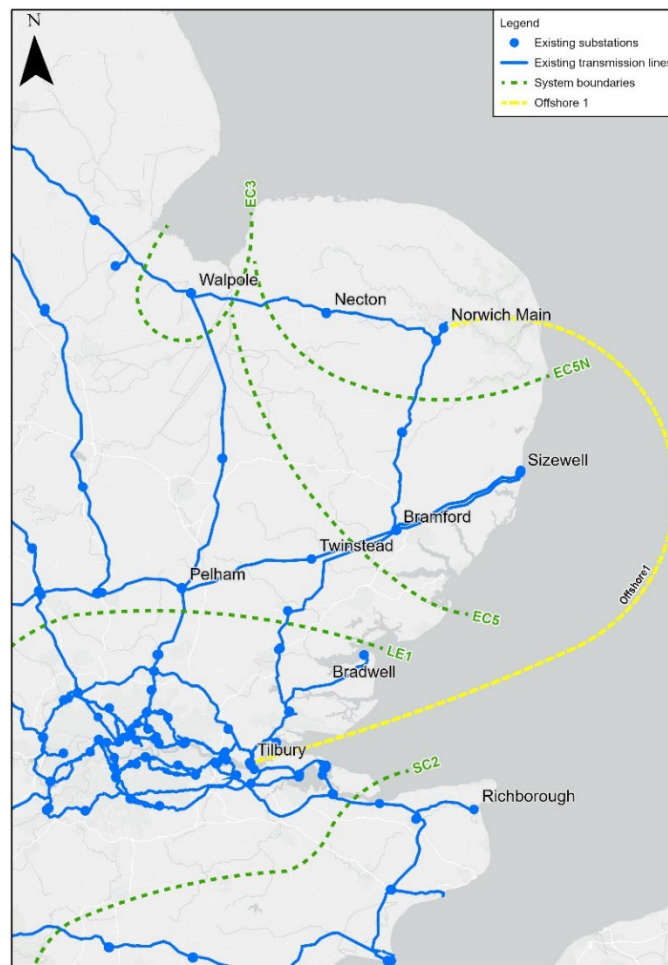 N
Legend
Existing substations
Existing transmission lines
System boundaries
Offshore 1
EC3
Walpole
Necton
Norwich Main
EC5N
Sizewell
Bramford
Twinstead
Pelham
Offshore1
EC5
LE1
Bradwell
Tilbury
SC2
Richborough